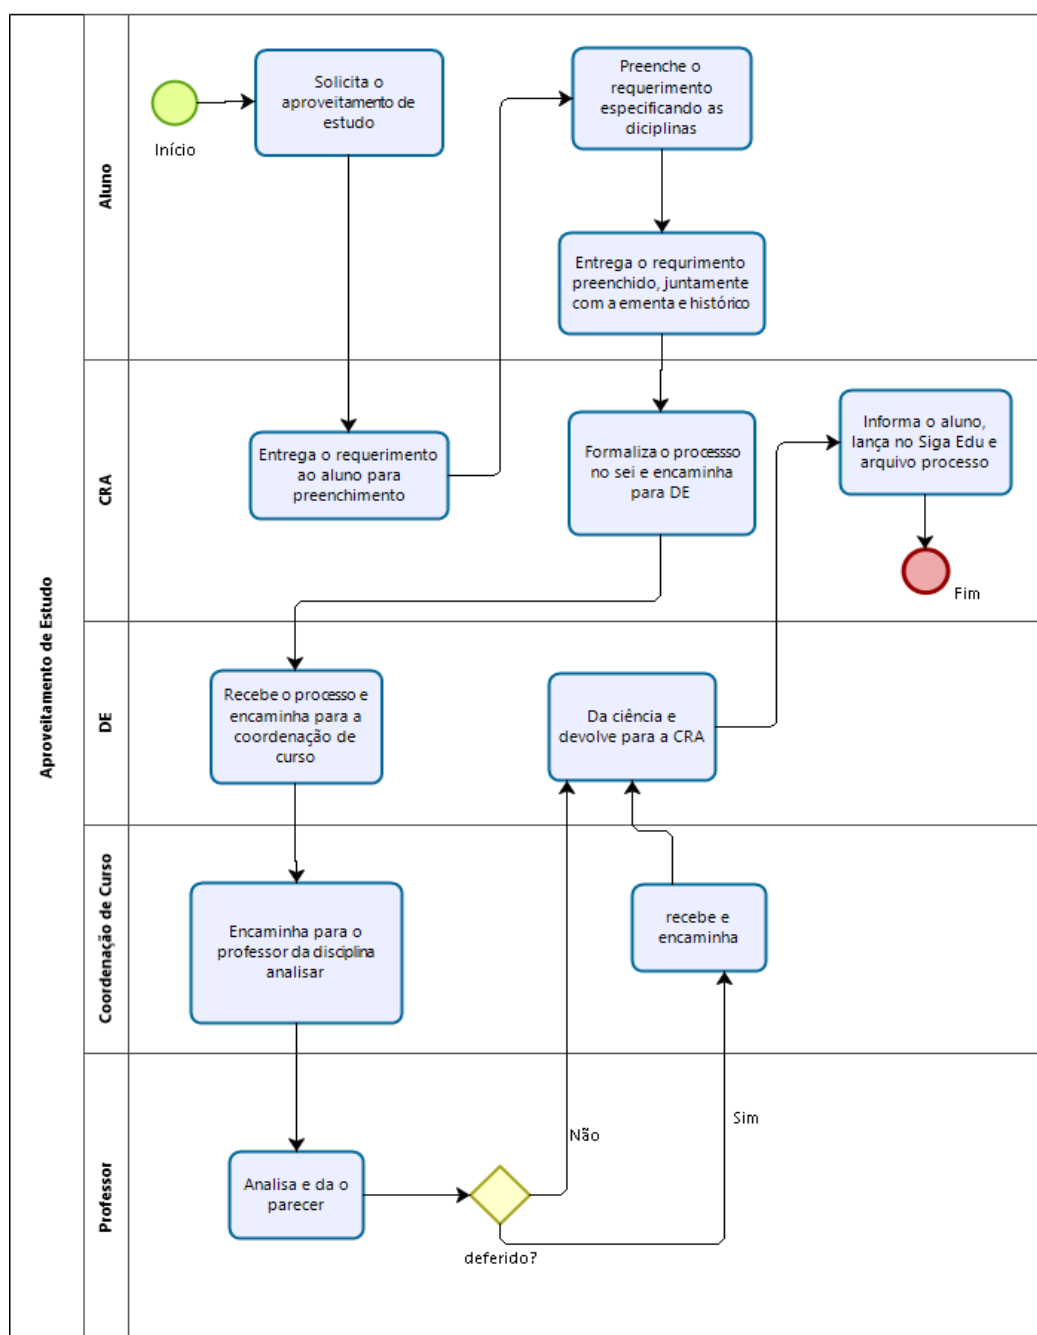 Aproveitamento de Estudo
Aluno
Início
Solicita o
aproveitamento de
estudo
Preenche o
requerimento
especificando as
diciplinas
Entrega o requrimento
preenchido, juntamente
com a ementa e histórico
CRA
Entrega o requerimento
ao aluno para
preenchimento
Formaliza o processso
no sei e encaminha
para DE
Informa o aluno,
lança no Siga Edu e
arquivo processo
Fim
DE
Recebe o processo e
encaminha para a
coordenação de
curso
Da ciência e
devolve para a CRA
Coordenação de Curso
Encaminha para o
professor da disciplina
analisar
recebe e
encaminha
Professor
Analisa e da o
parecer
deferido?
Não
Sim